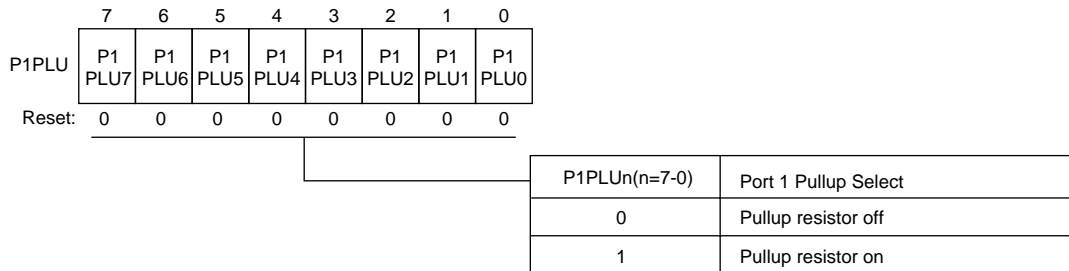 7 6 5 4 3 2 1 0
P1PLU P1 PLU7 P1 PLU6 P1 PLU5 P1 PLU4 P1 PLU3 P1 PLU2 P1 PLU1 P1 PLU0
Reset: 0 0 0 0 0 0 0 0
P1PLUn(n=7-0) Port 1 Pullup Select
0 Pullup resistor off
1 Pullup resistor on